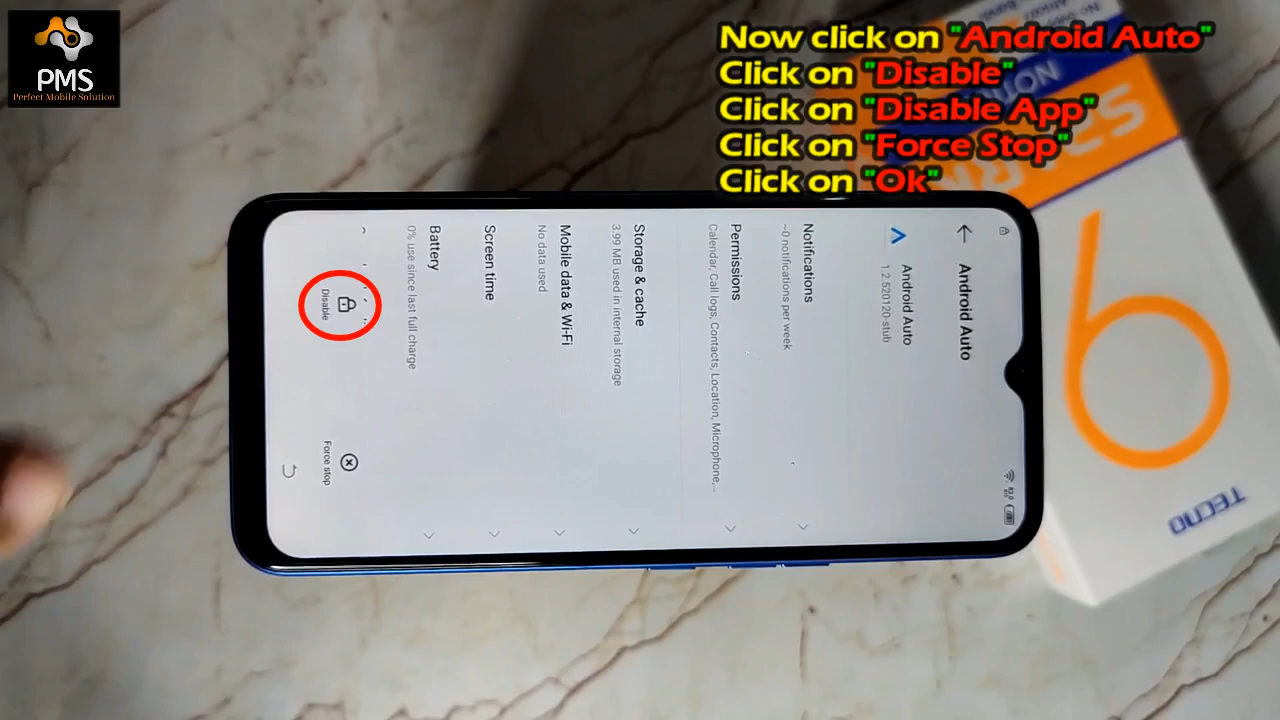 PMS
Perfect Mobile Solution
Now click on "Android Auto"
Click on "Disable"
Click on "Disable App"
Click on "Force Stop"
Click on "Ok"
Android Auto
Android Auto
1.2.520120-stub
Notifications
~0 notifications per week
Permissions
Calendar, Call logs, Contacts, Location, Microphone,...
Storage & cache
3.99 MB used in internal storage
Mobile data & Wi-Fi
No data used
Screen time
Battery
0% use since last full charge
Disable
Force stop
6
TECNO